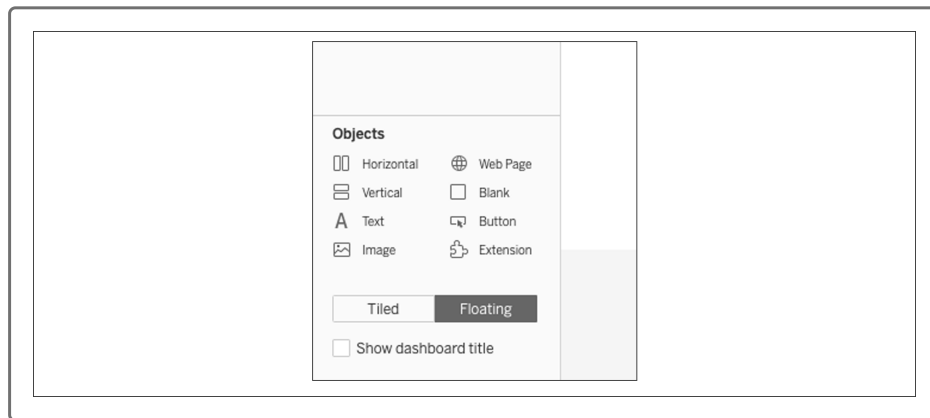 Objects
Horizontal Web Page
Vertical Blank
Text Button
Image Extension
Tiled Floating
Show dashboard title